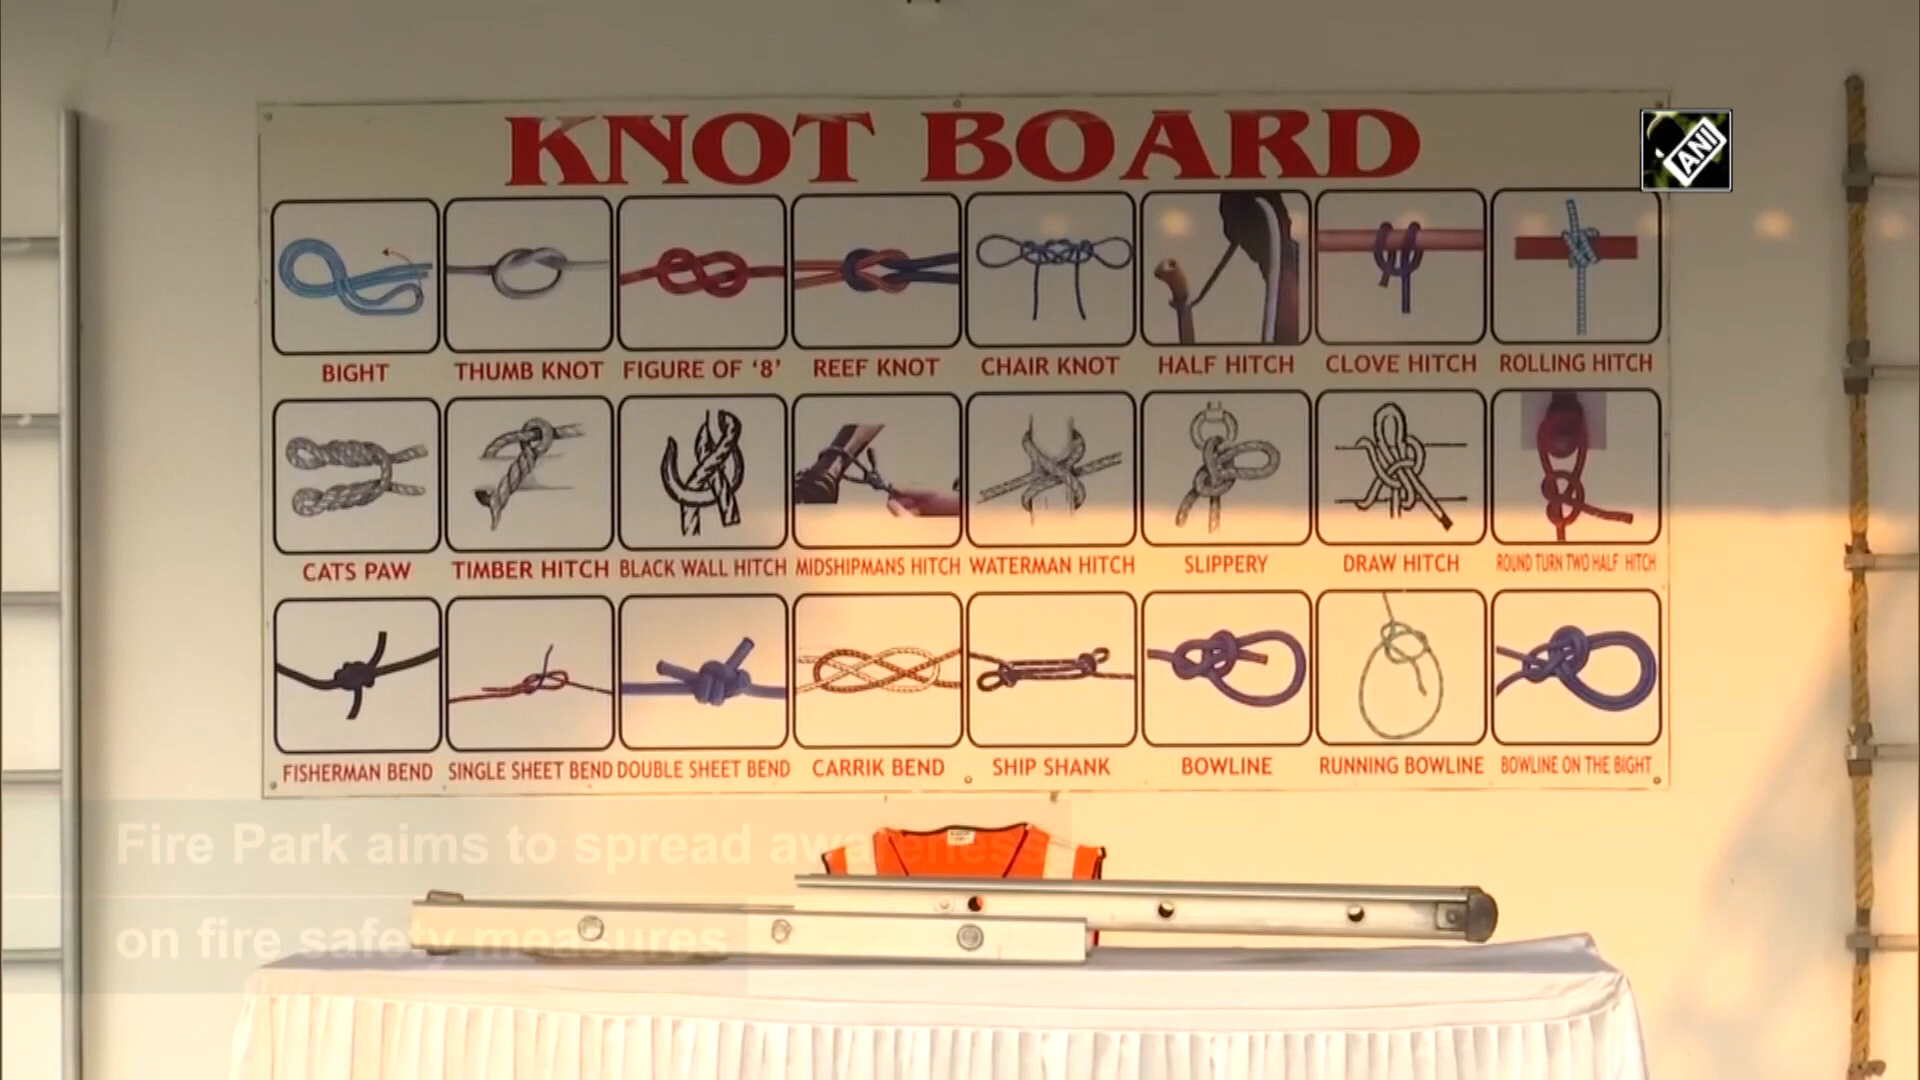 KNOT BOARD
ANI
BIGHT THUMB KNOT FIGURE OF ‘8’ REEF KNOT CHAIR KNOT HALF HITCH CLOVE HITCH ROLLING HITCH
CATS PAW TIMBER HITCH BLACK WALL HITCH MIDSHIPMANS HITCH WATERMAN HITCH SLIPPERY DRAW HITCH ROUND TURN TWO HALF HITCH
FISHERMAN BEND SINGLE SHEET BEND DOUBLE SHEET BEND CARRIK BEND SHIP SHANK BOWLINE RUNNING BOWLINE BOWLINE ON THE BIGHT
Fire Park aims to spread awareness
on fire safety measures